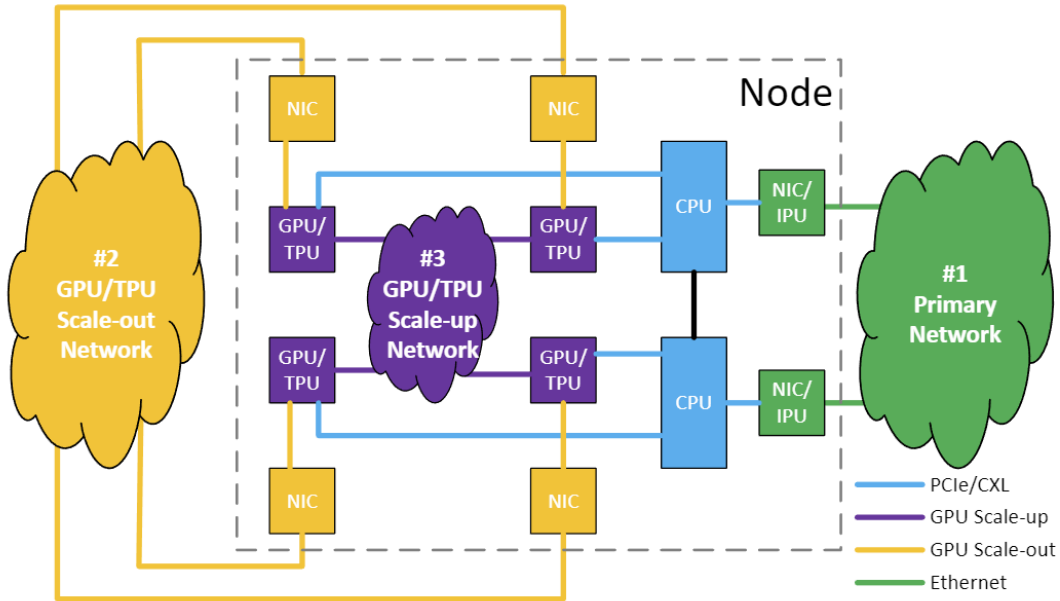 Node
NIC
NIC
GPU/
TPU
GPU/
TPU
CPU
NIC/
IPU
#2
GPU/TPU
Scale-out
Network
#3
GPU/TPU
Scale-up
Network
#1
Primary
Network
GPU/
TPU
GPU/
TPU
CPU
NIC/
IPU
NIC
NIC
PCIe/CXL
GPU Scale-up
GPU Scale-out
Ethernet